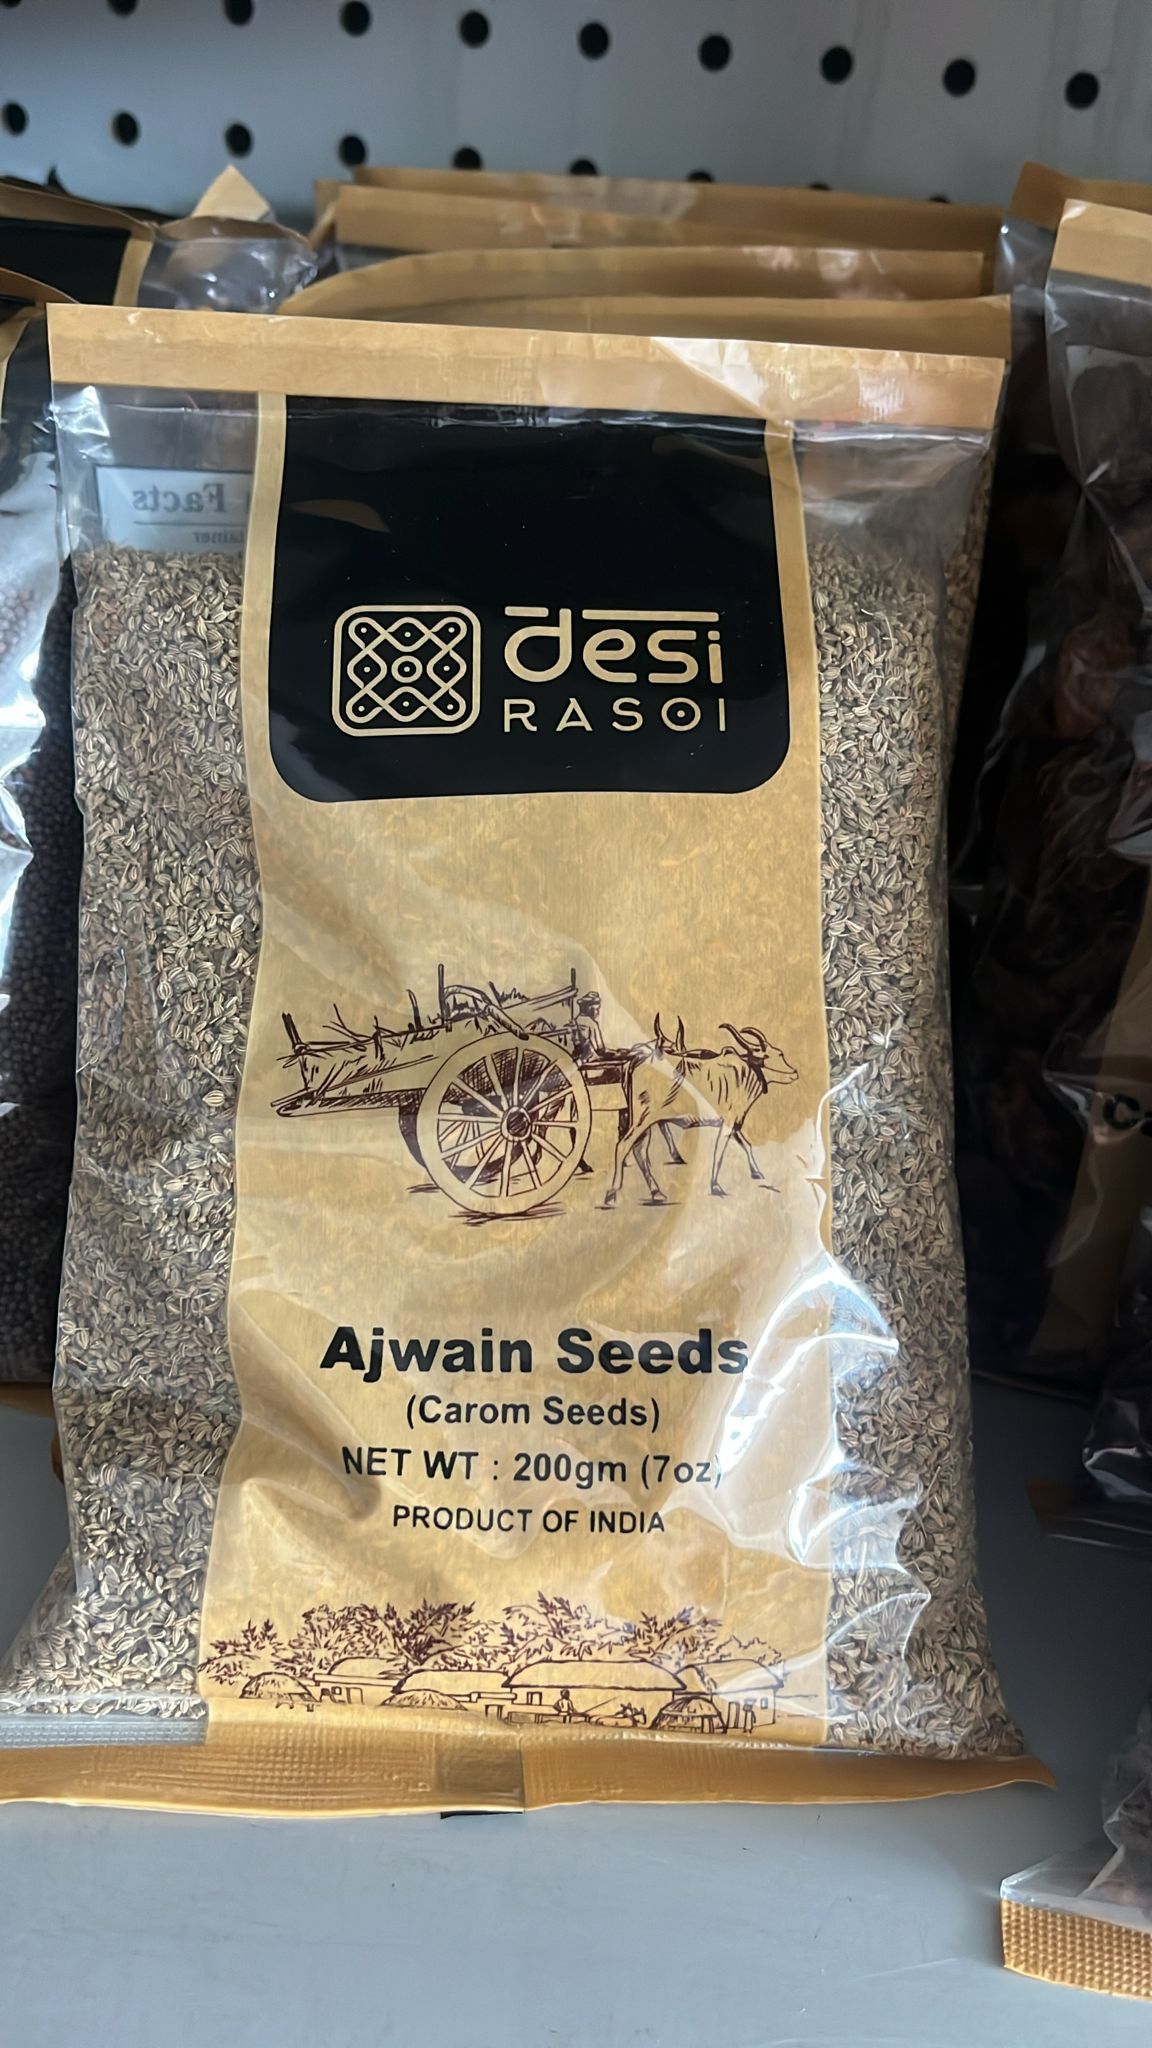 Facts
desi
RASOI
Ajwain Seeds
(Carom Seeds)
NET WT : 200gm (7oz)
PRODUCT OF INDIA